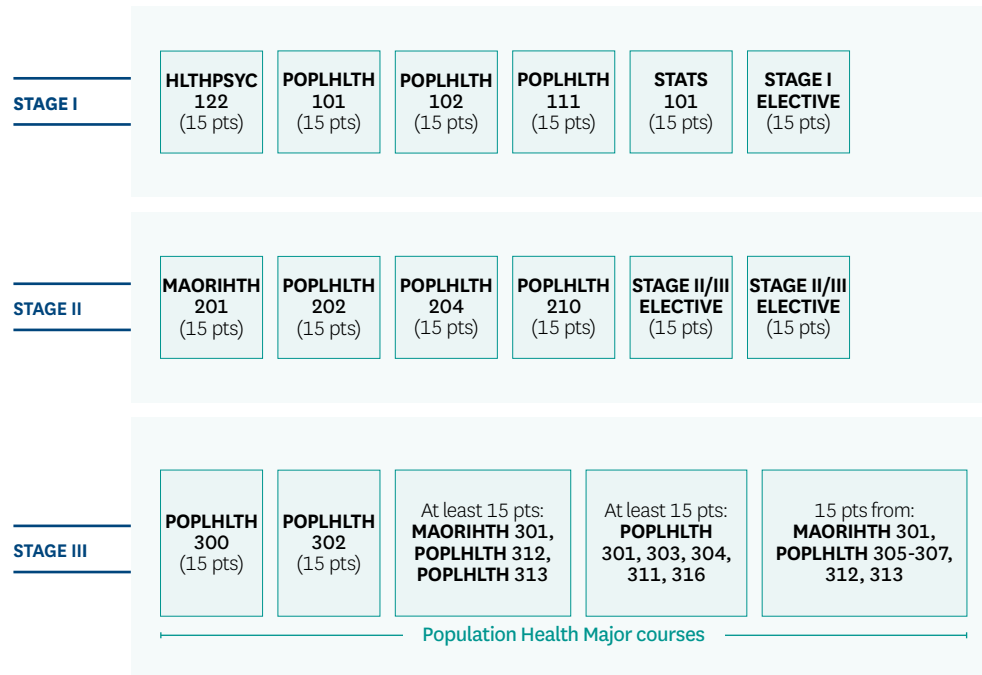 STAGE I
HLTHPSYC
122
(15 pts)
POPLHLTH
101
(15 pts)
POPLHLTH
102
(15 pts)
POPLHLTH
111
(15 pts)
STATS
101
(15 pts)
STAGE I
ELECTIVE
(15 pts)
STAGE II
MAORIHTH
201
(15 pts)
POPLHLTH
202
(15 pts)
POPLHLTH
204
(15 pts)
POPLHLTH
210
(15 pts)
STAGE II/III
ELECTIVE
(15 pts)
STAGE II/III
ELECTIVE
(15 pts)
STAGE III
POPLHLTH
300
(15 pts)
POPLHLTH
302
(15 pts)
At least 15 pts:
MAORIHTH 301,
POPLHLTH 312,
POPLHLTH 313
At least 15 pts:
POPLHLTH
301, 303, 304,
311, 316
15 pts from:
MAORIHTH 301,
POPLHLTH 305-307,
312, 313
Population Health Major courses